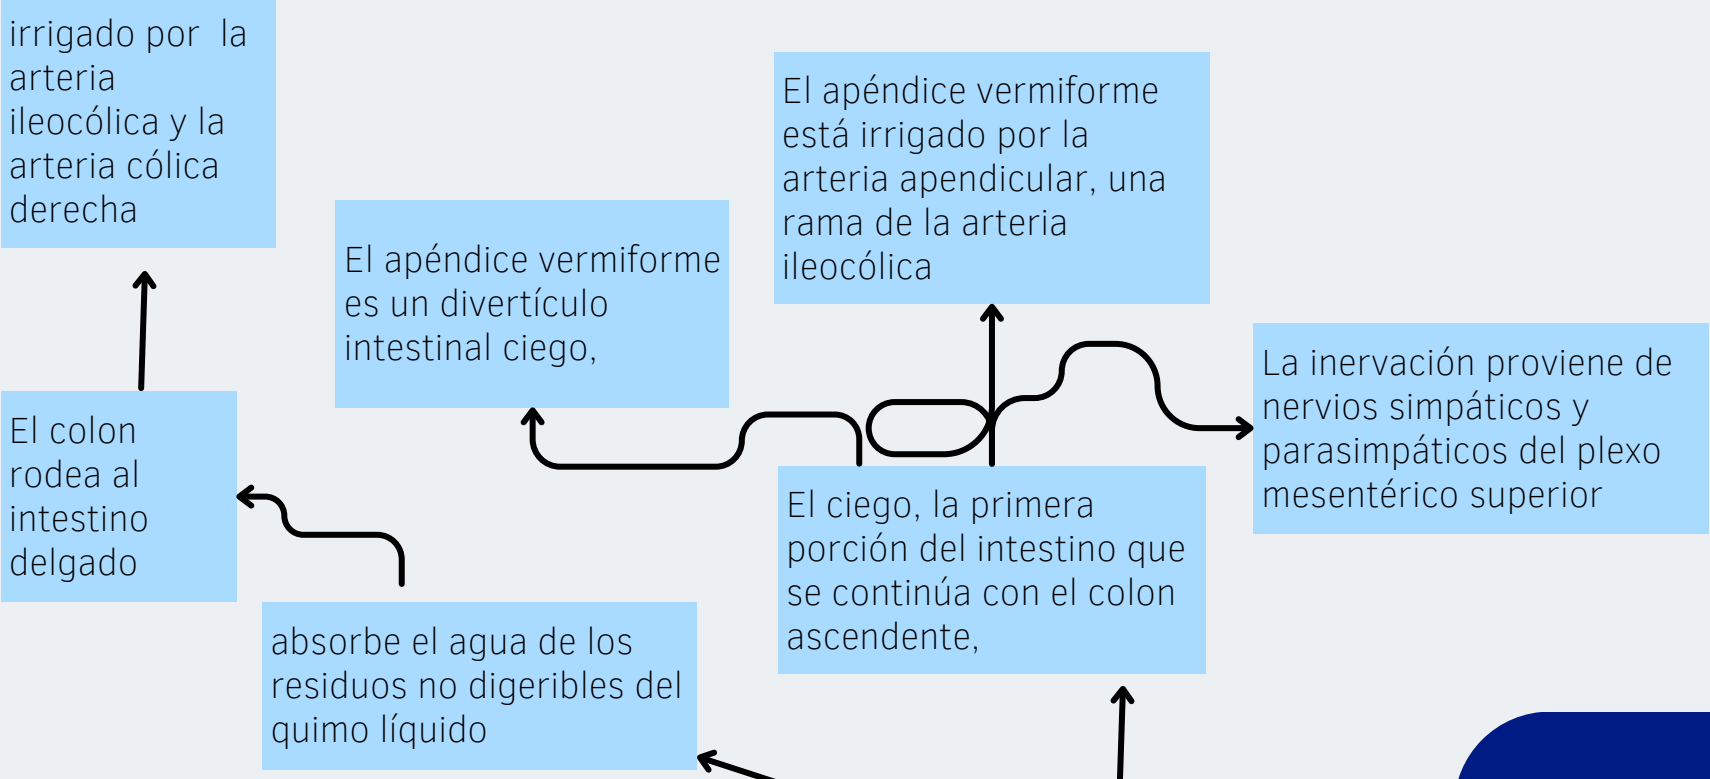 irrigado por la
arteria
ileocólica y la
arteria cólica
derecha
El apéndice vermiforme
está irrigado por la
arteria apendicular, una
rama de la arteria
ileocólica
El apéndice vermiforme
es un divertículo
intestinal ciego,
La inervación proviene de
nervios simpáticos y
parasimpáticos del plexo
mesentérico superior
El colon
rodea al
intestino
delgado
El ciego, la primera
porción del intestino que
se continúa con el colon
ascendente,
absorbe el agua de los
residuos no digeribles del
quimo líquido